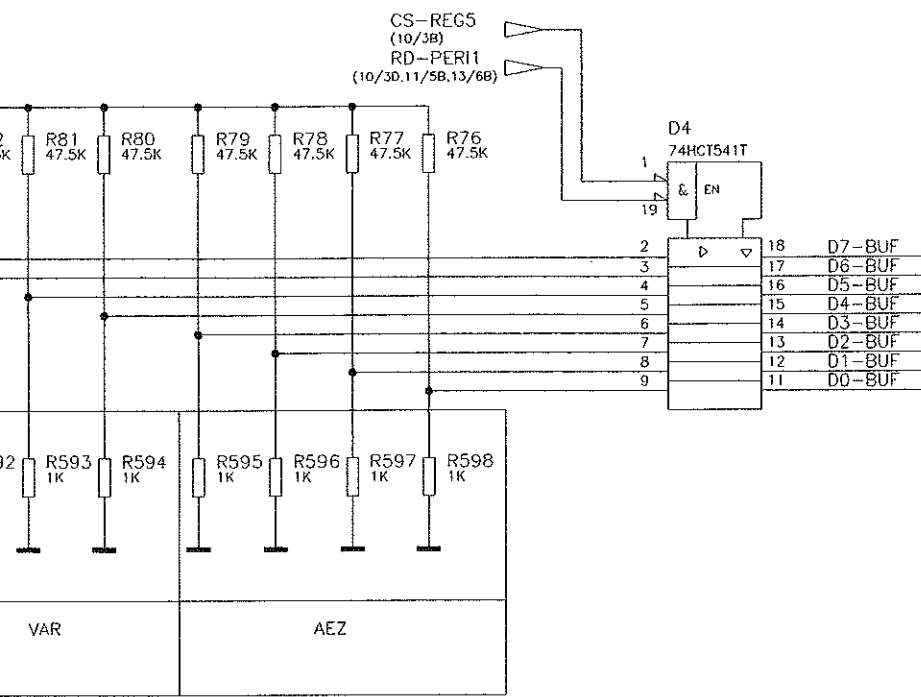 CS-REG5
(10/3B)
RD-PERI1
(10/3D,11/5B,13/6B)
R81 R80 R79 R78 R77 R76
47.5K 47.5K 47.5K 47.5K 47.5K 47.5K
D4
74HCT541T
1
& EN
19
2 18 D7-BUF
3 17 D6-BUF
4 16 D5-BUF
5 15 D4-BUF
6 14 D3-BUF
7 13 D2-BUF
8 12 D1-BUF
9 11 D0-BUF
92 R593 R594 R595 R596 R597 R598
1K 1K 1K 1K 1K 1K
VAR AEZ